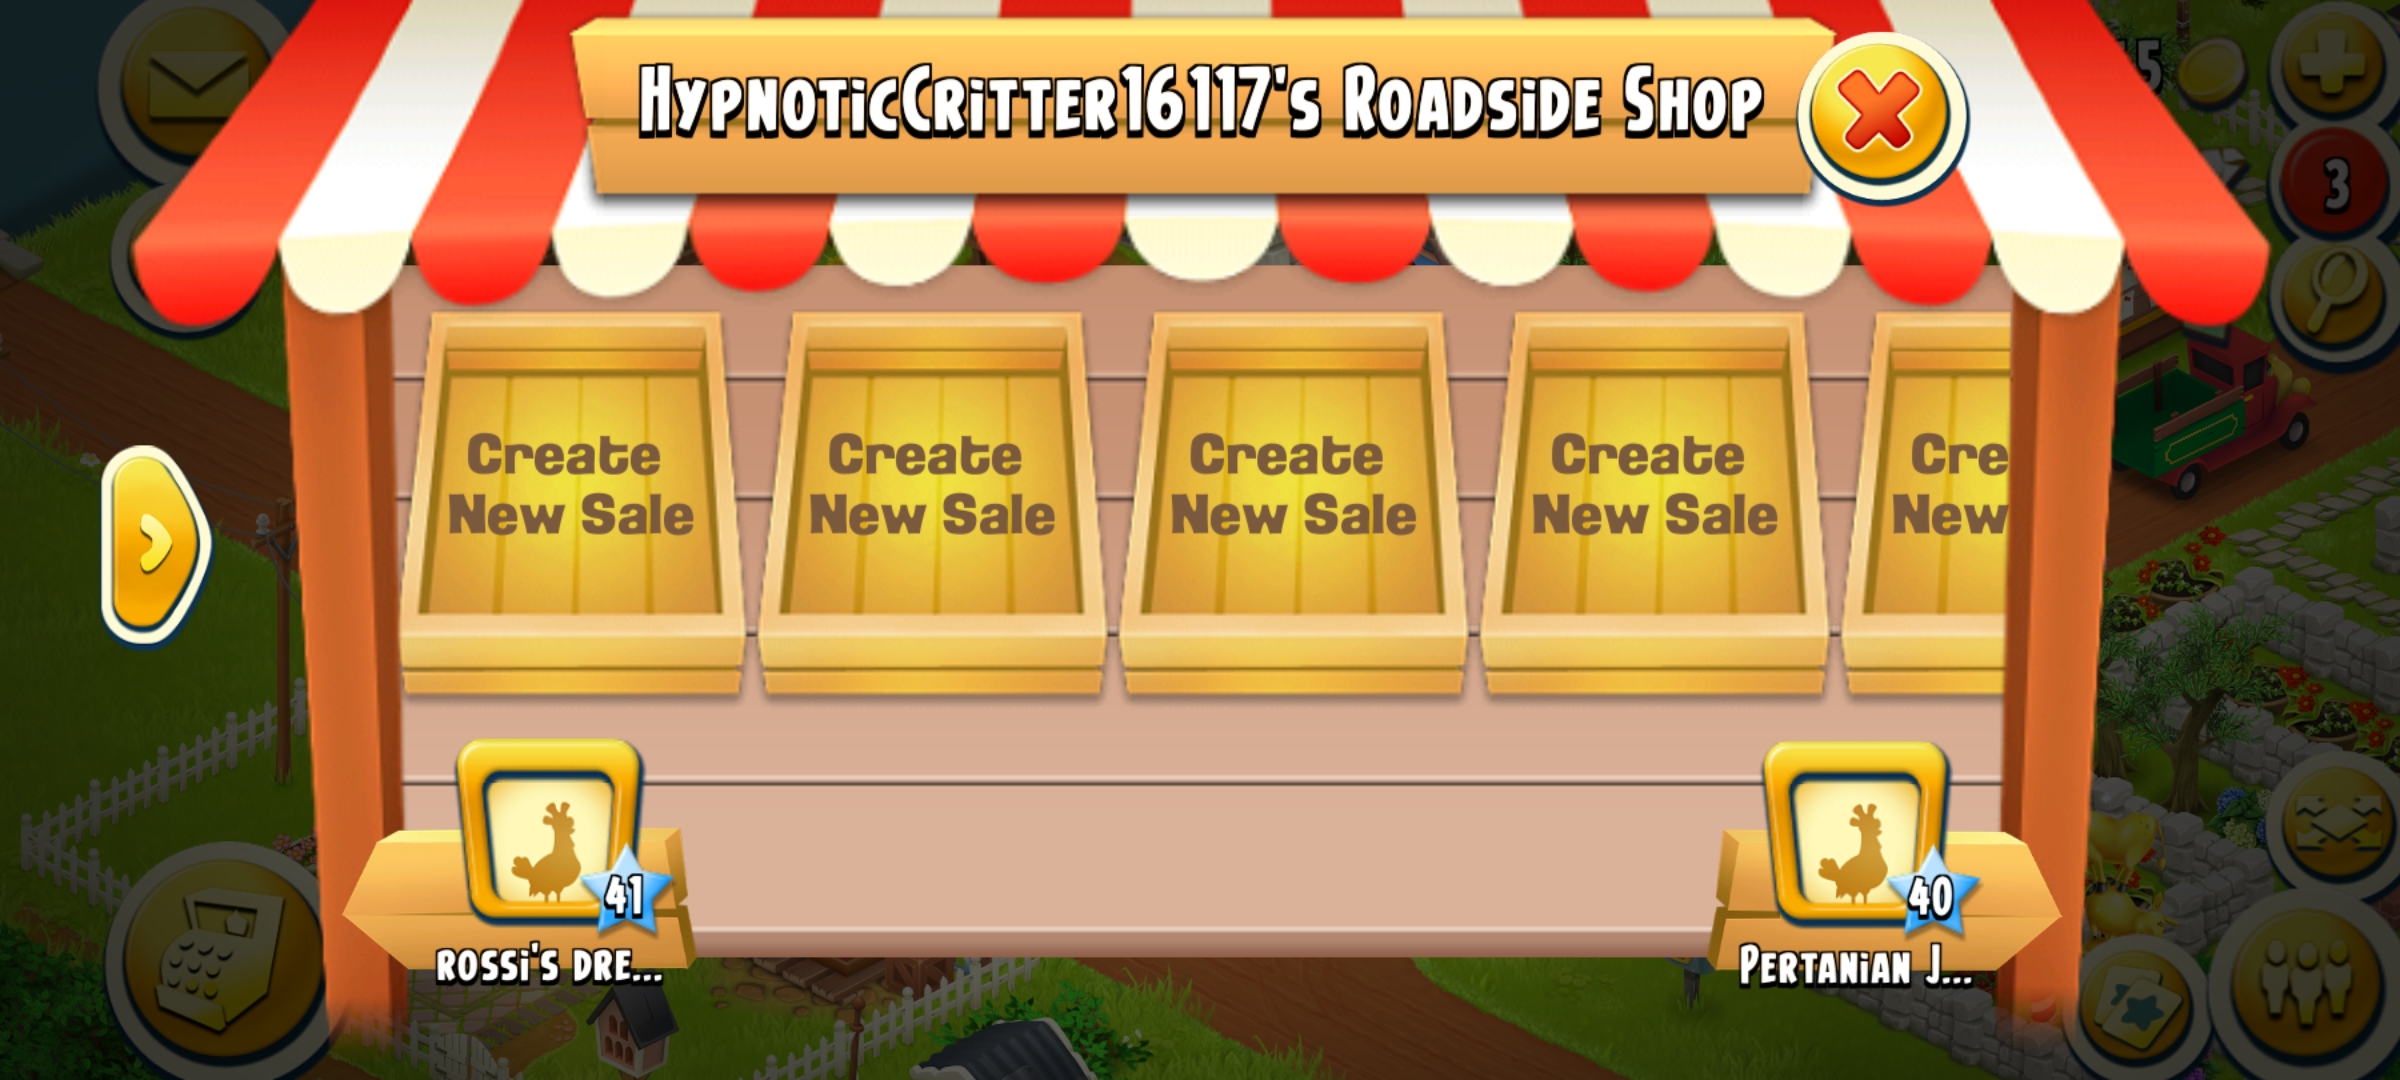 HypnoticCritter16117's Roadside Shop
5
3
Create
New Sale
Create
New Sale
Create
New Sale
Create
New Sale
Cre
New
41
ROSSi'S DRE...
40
Pertanian J...